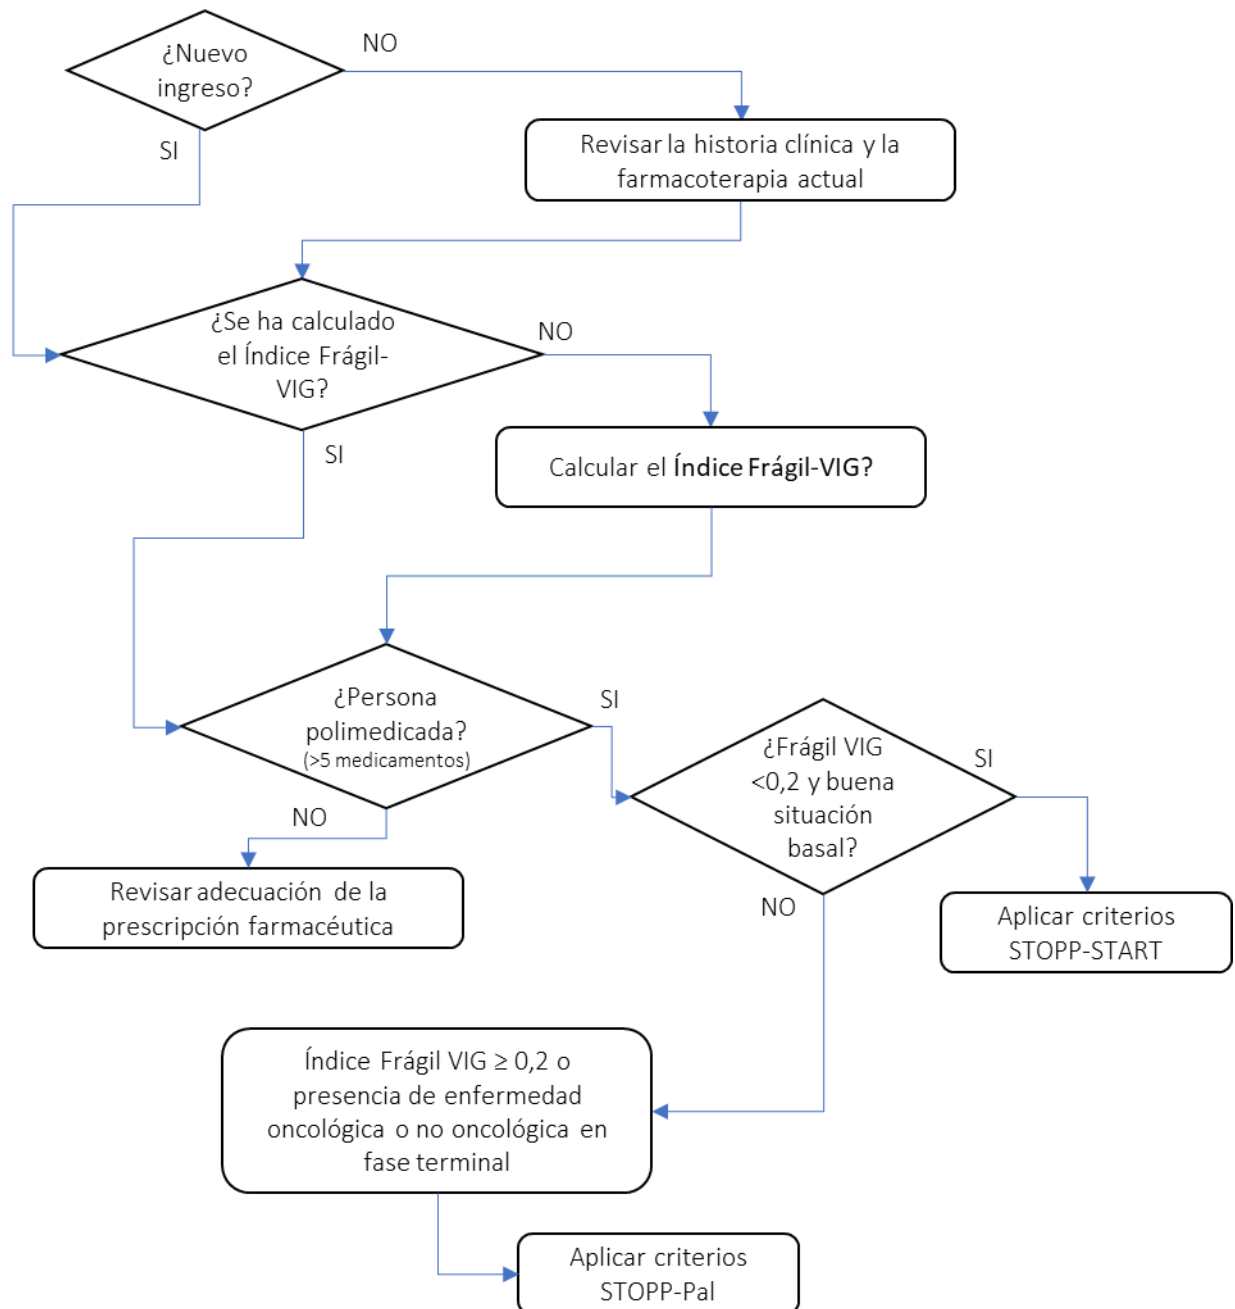 ¿Nuevo
ingreso?
NO
SI
Revisar la historia clínica y la
farmacoterapia actual
¿Se ha calculado
el Índice Frágil-
VIG?
NO
SI
Calcular el Índice Frágil-VIG?
¿Persona
polimedicada?
(>5 medicamentos)
SI
NO
¿Frágil VIG
<0,2 y buena
situación
basal?
SI
NO
Revisar adecuación de la
prescripción farmacéutica
Aplicar criterios
STOPP-START
Índice Frágil VIG ≥ 0,2 o
presencia de enfermedad
oncológica o no oncológica en
fase terminal
Aplicar criterios
STOPP-Pal